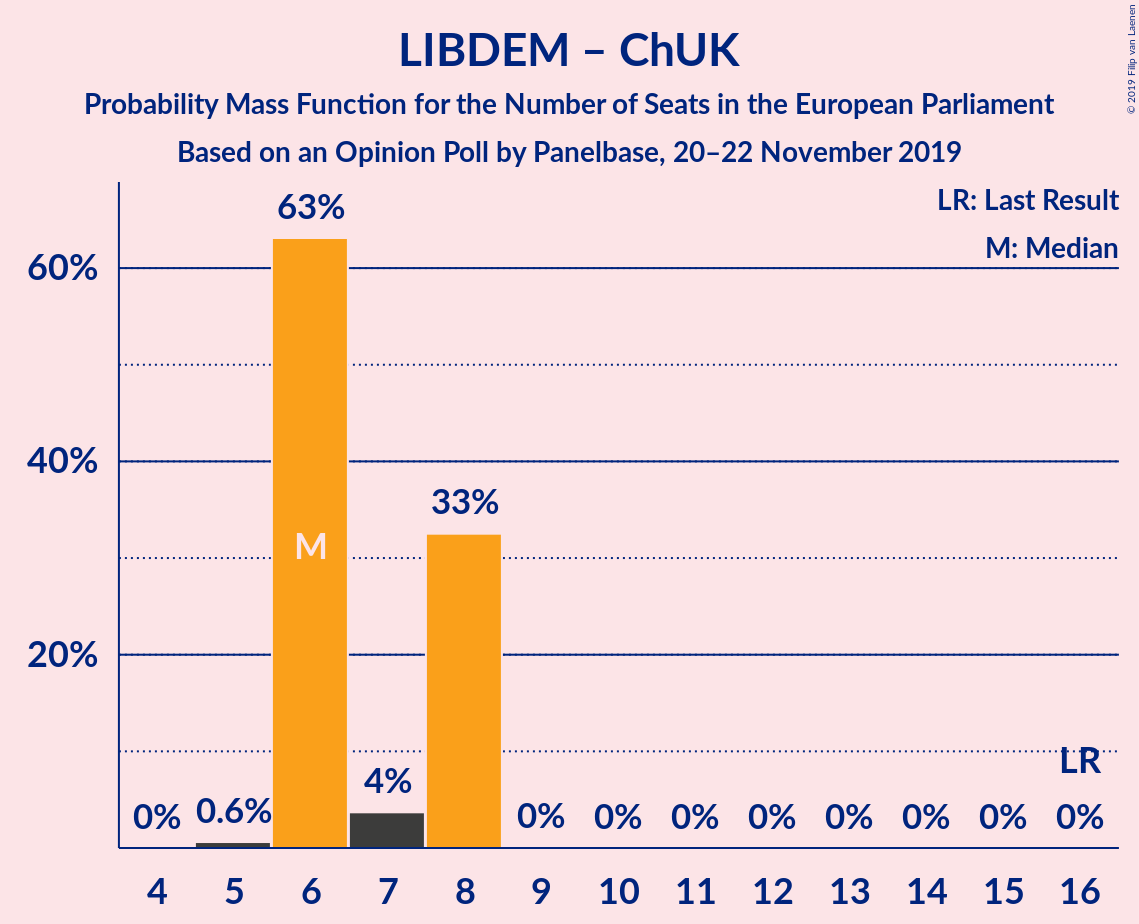 LIBDEM – ChUK
Probability Mass Function for the Number of Seats in the European Parliament
Based on an Opinion Poll by Panelbase, 20–22 November 2019
© 2019 Filip van Laenen
LR: Last Result
M: Median
63%
60%
33%
40%
M
20%
LR
4%
0% 0.6% 0% 0% 0% 0% 0% 0% 0% 0%
4 5 6 7 8 9 10 11 12 13 14 15 16